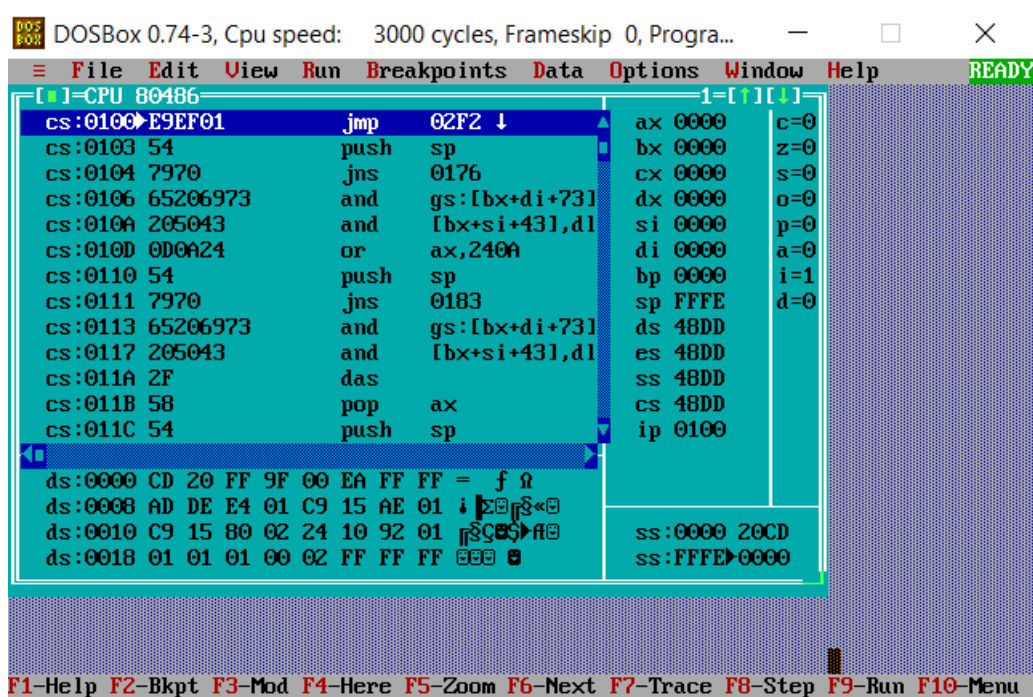 DOSBox 0.74-3, Cpu speed: 3000 cycles, Frameskip 0, Progra...
≡ File Edit View Run Breakpoints Data Options Window Help READY
[■]=CPU 80486 1=[↑][↓]
cs:0100►E9EF01 jmp 02F2 ↓ ax 0000 c=0
cs:0103 54 push sp bx 0000 z=0
cs:0104 7970 jns 0176 cx 0000 s=0
cs:0106 65206973 and gs:[bx+di+73] dx 0000 o=0
cs:010A 205043 and [bx+si+43],dl si 0000 p=0
cs:010D 0D0A24 or ax,240A di 0000 a=0
cs:0110 54 push sp bp 0000 i=1
cs:0111 7970 jns 0183 sp FFFE d=0
cs:0113 65206973 and gs:[bx+di+73] ds 48DD
cs:0117 205043 and [bx+si+43],dl es 48DD
cs:011A 2F das ss 48DD
cs:011B 58 pop ax cs 48DD
cs:011C 54 push sp ip 0100
ds:0000 CD 20 FF 9F 00 EA FF FF = ƒ Ω
ds:0008 AD DE E4 01 C9 15 AE 01 ¡▐Σ☺╔§«☺
ds:0010 C9 15 80 02 24 10 92 01 ╔§Ç☻$►Æ☺ ss:0000 20CD
ds:0018 01 01 01 00 02 FF FF FF ☺☺☺ ☻ ss:FFFE►0000
F1-Help F2-Bkpt F3-Mod F4-Here F5-Zoom F6-Next F7-Trace F8-Step F9-Run F10-Menu